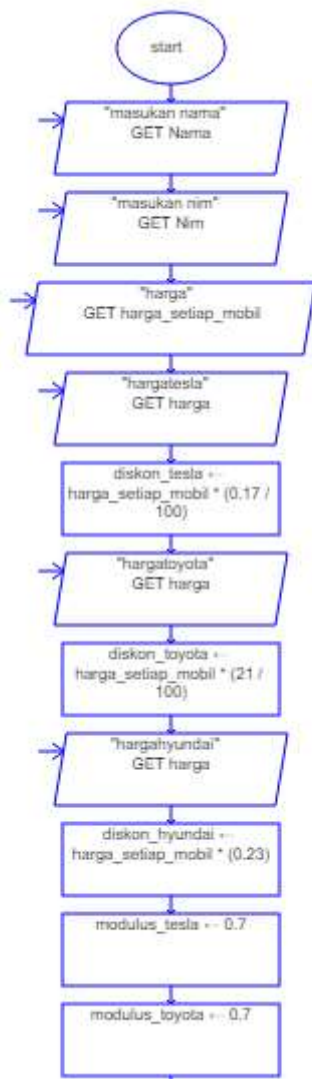 start
"masukan nama"
GET Nama
"masukan nim"
GET Nim
"harga"
GET harga_setiap_mobil
"hargatesla"
GET harga
diskon_tesla ←
harga_setiap_mobil * (0.17 /
100)
"hargatoyota"
GET harga
diskon_toyota ←
harga_setiap_mobil * (21 /
100)
"hargahyundai"
GET harga
diskon_hyundai ←
harga_setiap_mobil * (0.23)
modulus_tesla ← 0.7
modulus_toyota ← 0.7